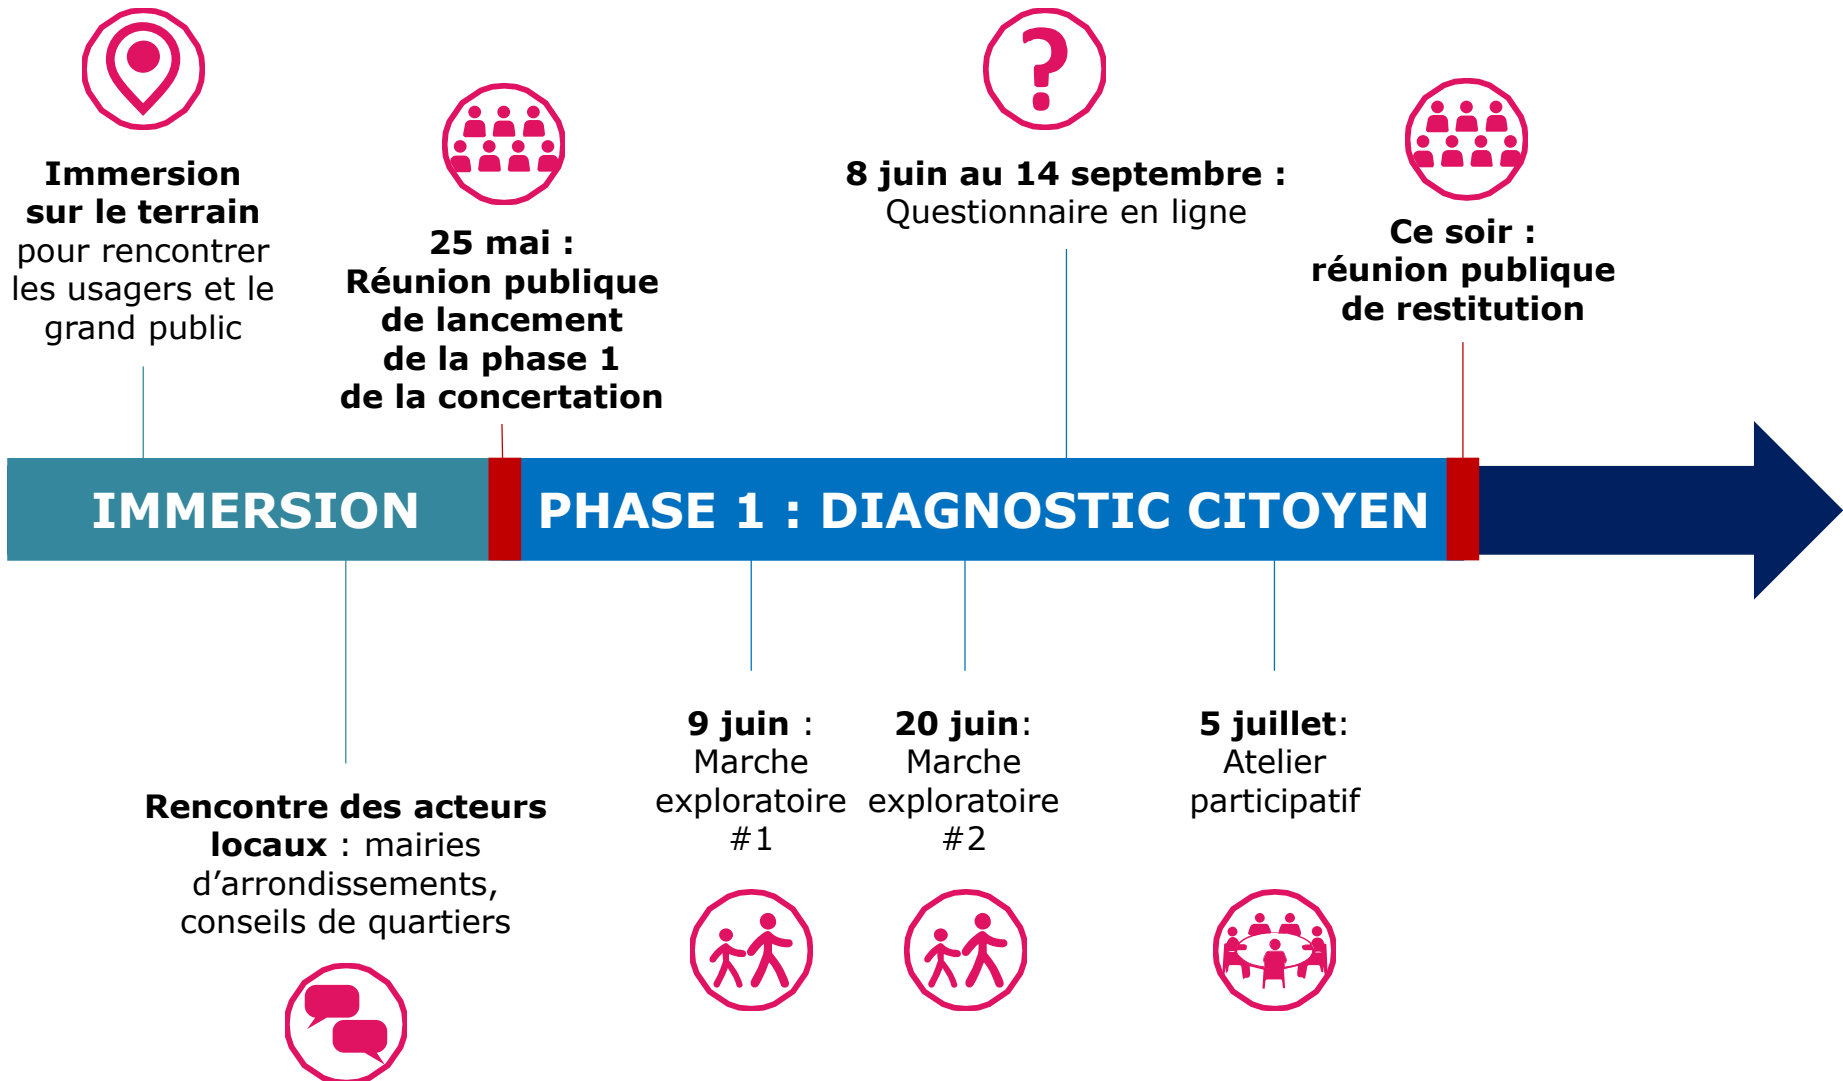 Immersion
sur le terrain
pour rencontrer
les usagers et le
grand public
25 mai :
Réunion publique
de lancement
de la phase 1
de la concertation
8 juin au 14 septembre :
Questionnaire en ligne
Ce soir :
réunion publique
de restitution
IMMERSION
PHASE 1 : DIAGNOSTIC CITOYEN
Rencontre des acteurs
locaux : mairies
d’arrondissements,
conseils de quartiers
9 juin :
Marche
exploratoire
#1
20 juin:
Marche
exploratoire
#2
5 juillet:
Atelier
participatif